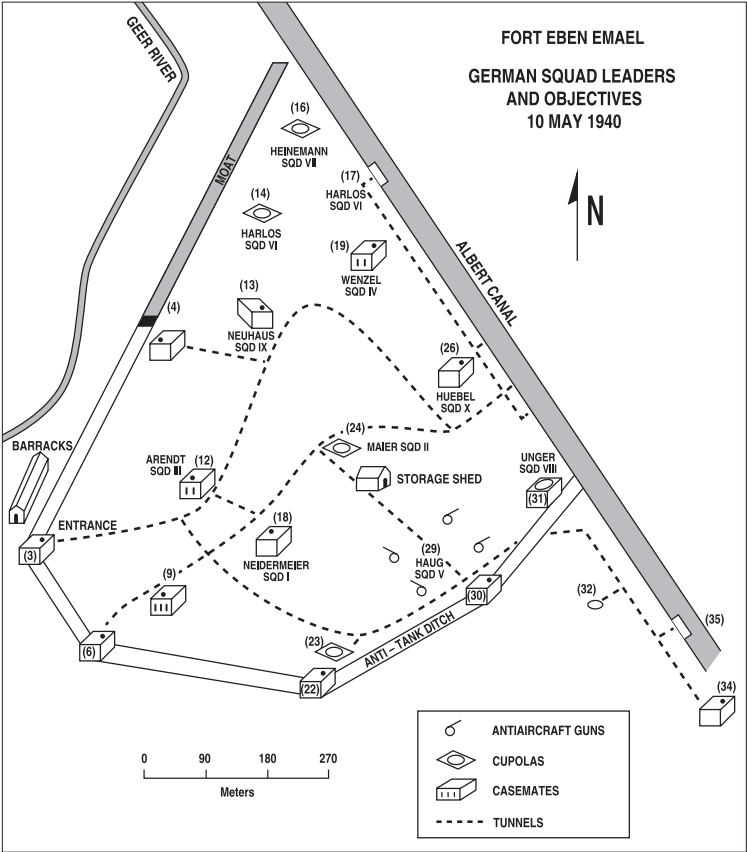 FORT EBEN EMAEL
GERMAN SQUAD LEADERS
AND OBJECTIVES
10 MAY 1940
N
GEER RIVER
MOAT
ALBERT CANAL
(16)
HEINEMANN
SQD VII
(17)
HARLOS
SQD VI
(14)
HARLOS
SQD VI
(19)
WENZEL
SQD IV
(13)
NEUHAUS
SQD IX
(4)
(26)
HUEBEL
SQD X
(24)
MAIER SQD II
BARRACKS
ARENDT
SQD III
(12)
STORAGE SHED
UNGER
SQD VIII
(31)
ENTRANCE
(3)
(18)
NEIDERMEIER
SQD I
(29)
HAUG
SQD V
(9)
(30)
(32)
(6)
(23)
ANTI – TANK DITCH
(35)
(22)
(34)
0 90 180 270
Meters
ANTIAIRCRAFT GUNS
CUPOLAS
CASEMATES
TUNNELS